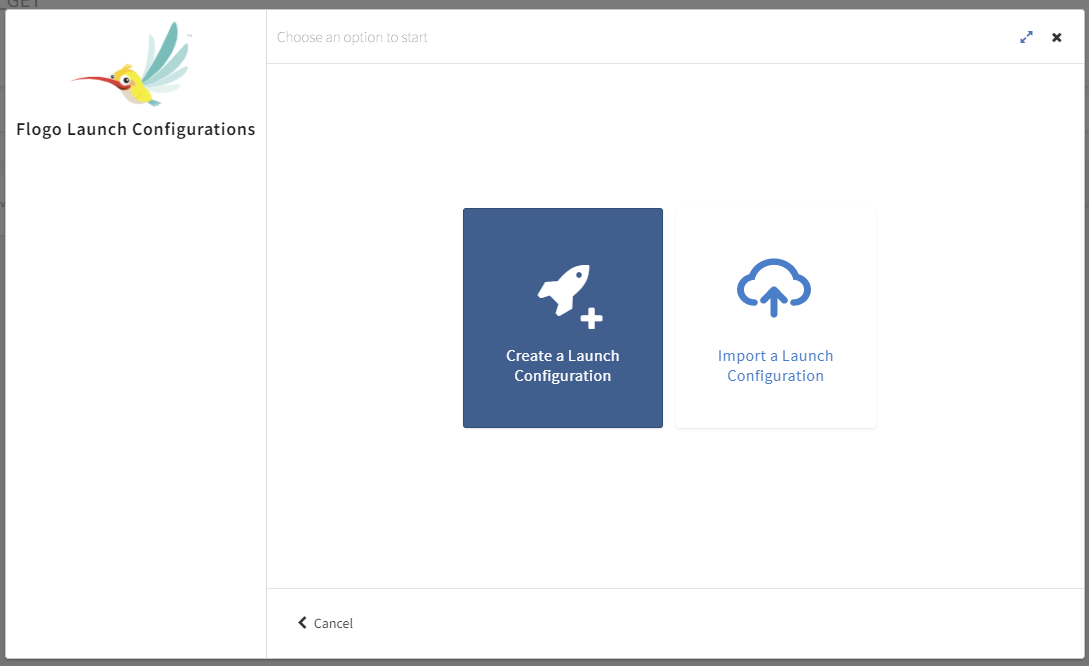 GET
Choose an option to start
Flogo Launch Configurations
Create a Launch
Configuration
Import a Launch
Configuration
Cancel